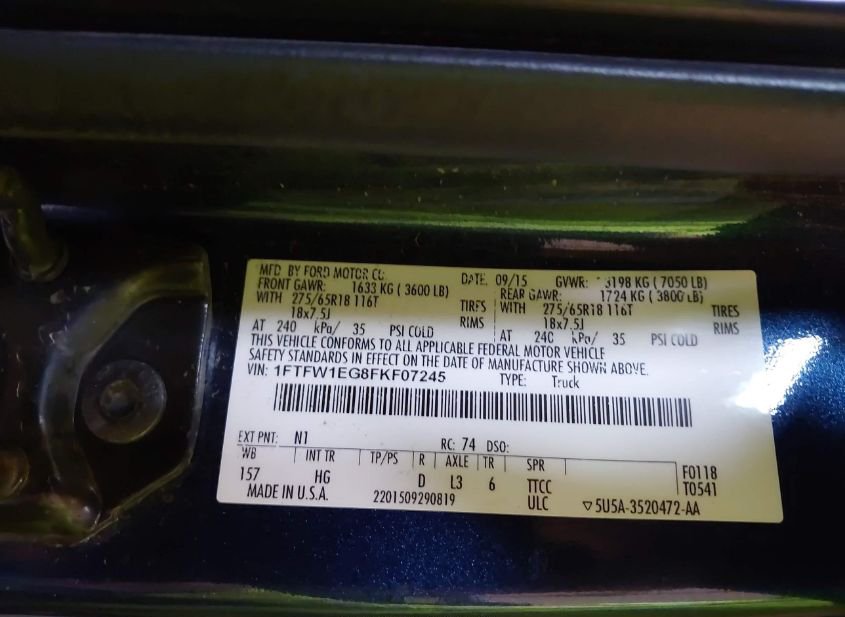 MFD BY FORD MOTOR CO. DATE: 09/15 GVWR: 3198 KG ( 7050 LB)
FRONT GAWR: 1633 KG ( 3600 LB) REAR GAWR: 1724 KG ( 3800 LB)
WITH 275/65R18 116T TIRES WITH 275/65R18 116T TIRES
18x7.5J RIMS 18x7.5J RIMS
AT 240 kPa/ 35 PSI COLD AT 240 kPa/ 35 PSI COLD
THIS VEHICLE CONFORMS TO ALL APPLICABLE FEDERAL MOTOR VEHICLE
SAFETY STANDARDS IN EFFECT ON THE DATE OF MANUFACTURE SHOWN ABOVE.
VIN: 1FTFW1EG8FKF07245 TYPE: Truck
EXT PNT: N1 RC: 74 DSO:
WB INT TR TP/PS R AXLE TR SPR F0118
157 HG D L3 6 TTCC T0541
MADE IN U.S.A. 2201509290819 ULC ▽5U5A-3520472-AA